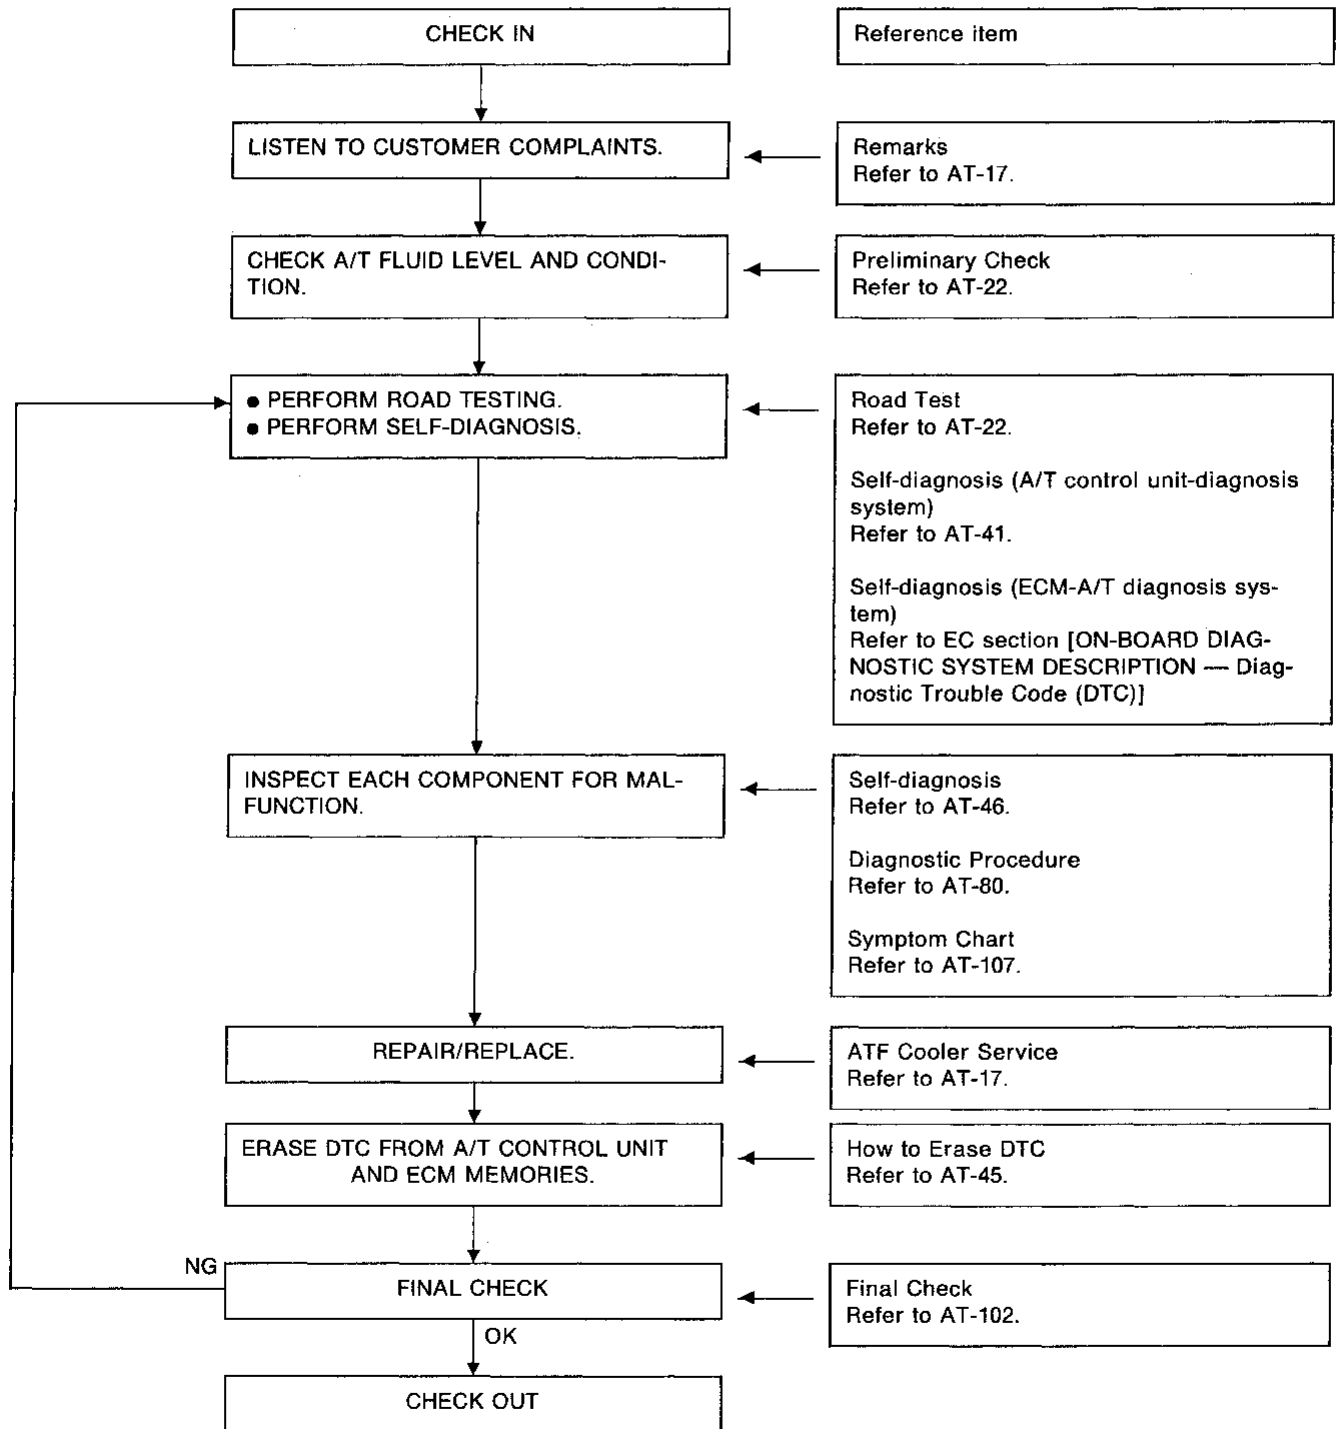 CHECK IN
Reference item
LISTEN TO CUSTOMER COMPLAINTS.
Remarks
Refer to AT-17.
CHECK A/T FLUID LEVEL AND CONDI-
TION.
Preliminary Check
Refer to AT-22.
● PERFORM ROAD TESTING.
● PERFORM SELF-DIAGNOSIS.
Road Test
Refer to AT-22.
Self-diagnosis (A/T control unit-diagnosis
system)
Refer to AT-41.
Self-diagnosis (ECM-A/T diagnosis sys-
tem)
Refer to EC section [ON-BOARD DIAG-
NOSTIC SYSTEM DESCRIPTION — Diag-
nostic Trouble Code (DTC)]
INSPECT EACH COMPONENT FOR MAL-
FUNCTION.
Self-diagnosis
Refer to AT-46.
Diagnostic Procedure
Refer to AT-80.
Symptom Chart
Refer to AT-107.
REPAIR/REPLACE.
ATF Cooler Service
Refer to AT-17.
ERASE DTC FROM A/T CONTROL UNIT
AND ECM MEMORIES.
How to Erase DTC
Refer to AT-45.
NG
FINAL CHECK
Final Check
Refer to AT-102.
OK
CHECK OUT